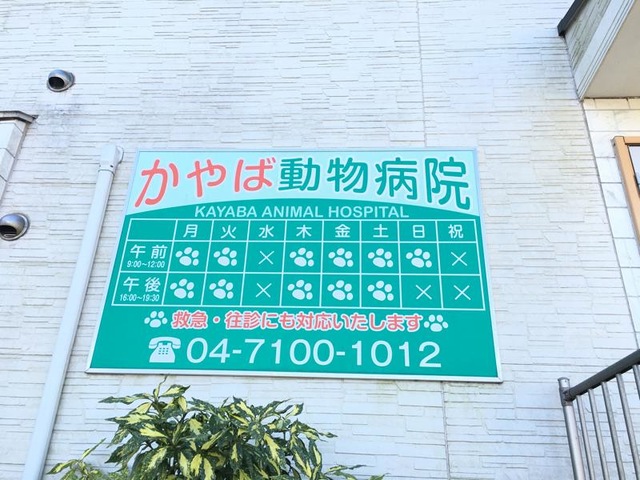 かやば動物病院
KAYABA ANIMAL HOSPITAL
月 火 水 木 金 土 日 祝
午前
9:00~12:00 × ×
午後
16:00~19:30 × × ×
救急・往診にも対応いたします
04-7100-1012